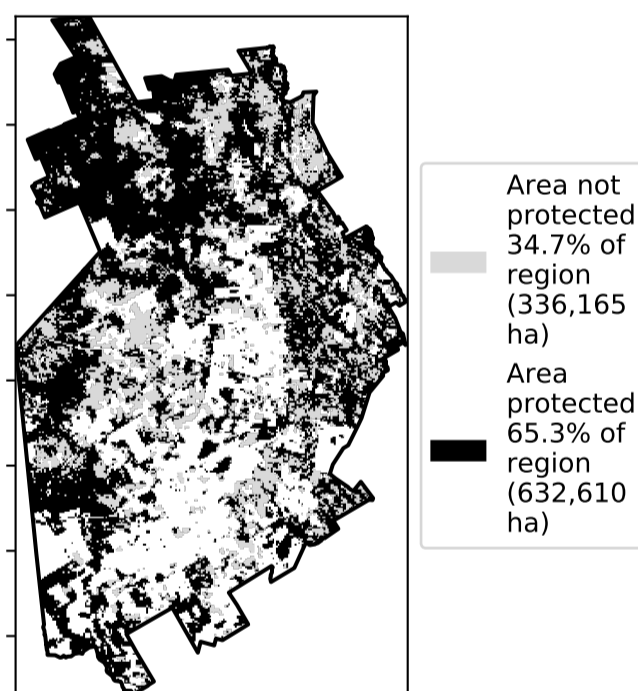 Area not
protected
34.7% of
region
(336,165
ha)
Area
protected
65.3% of
region
(632,610
ha)